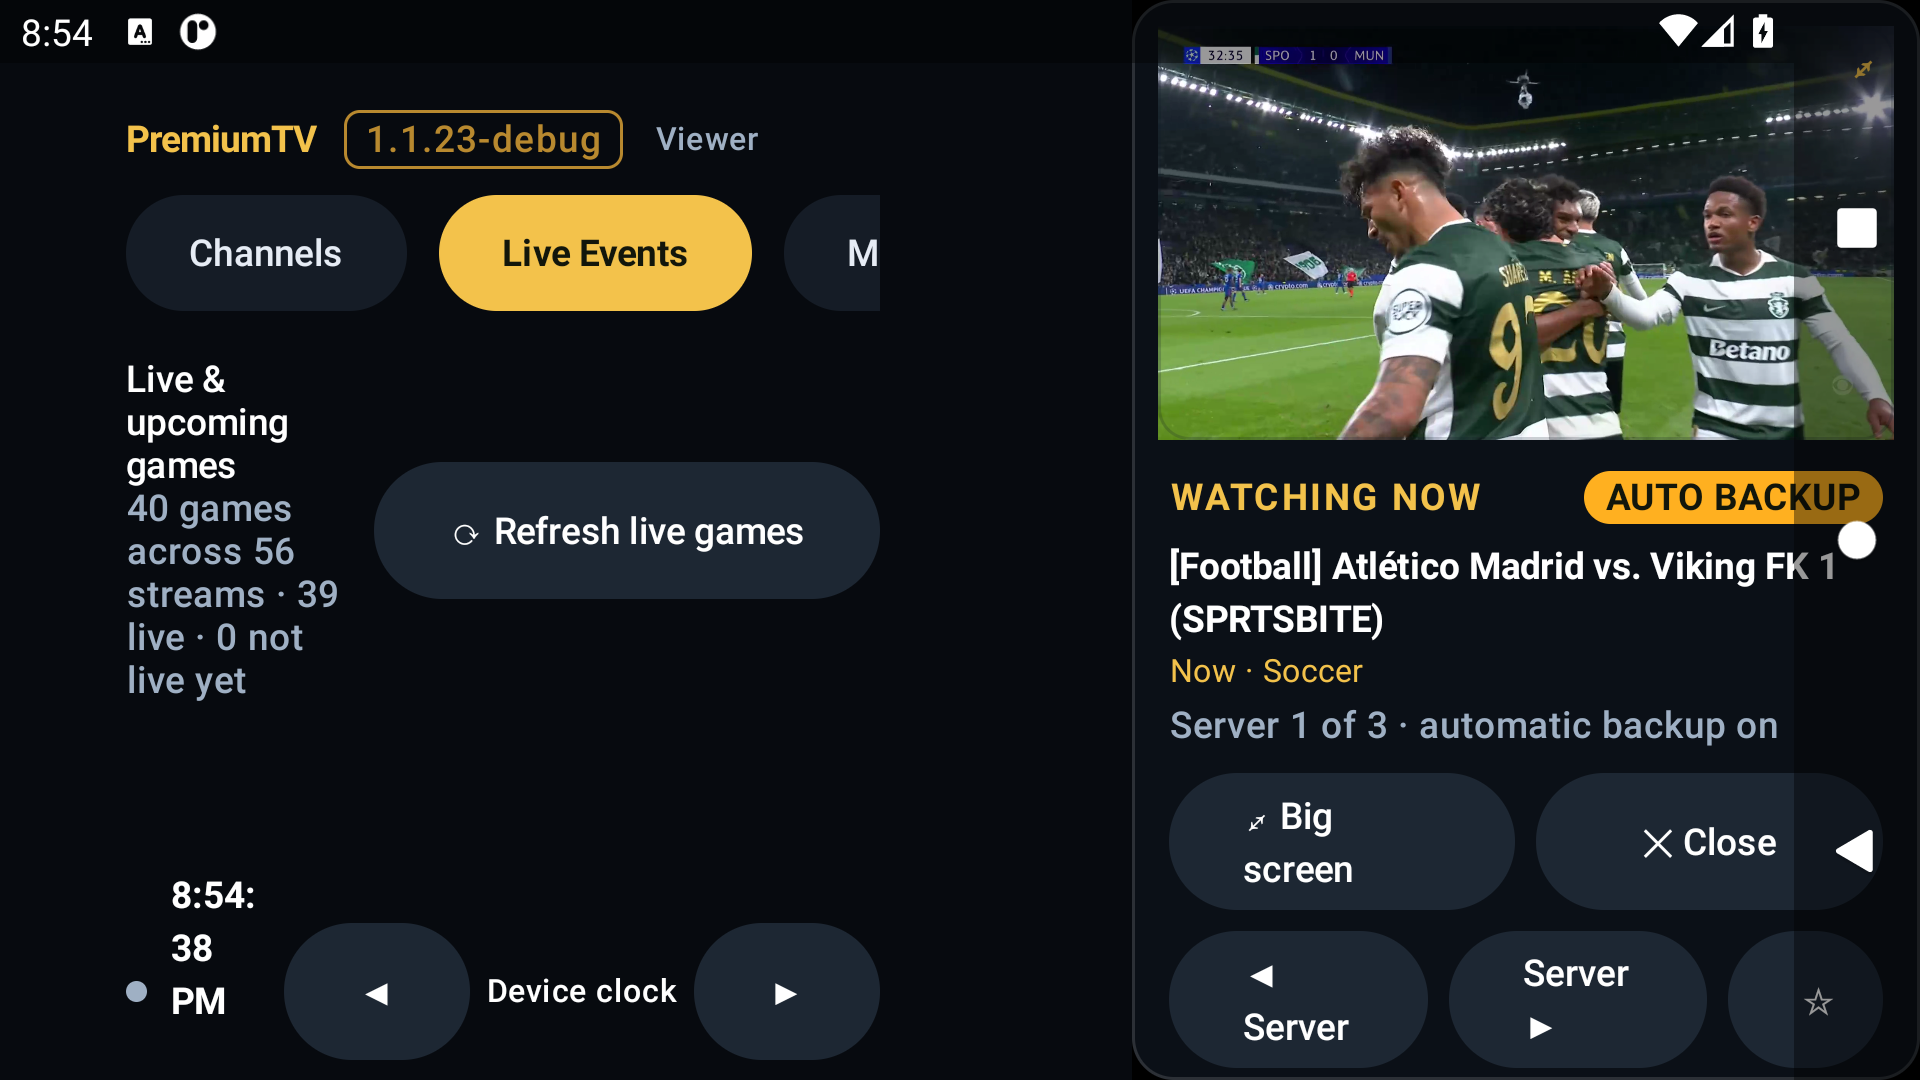 8:54
PremiumTV
1.1.23-debug
Viewer
Channels
Live Events
M
Live &
upcoming
games
40 games
across 56
streams · 39
live · 0 not
live yet
⟳ Refresh live games
8:54:
38
PM
◀
Device clock
▶
32:35 SPO 1 0 MUN
Betano
WATCHING NOW
AUTO BACKUP
[Football] Atlético Madrid vs. Viking FK 1
(SPRTSBITE)
Now · Soccer
Server 1 of 3 · automatic backup on
⤢ Big
screen
✕ Close
◀
Server
Server
▶
☆